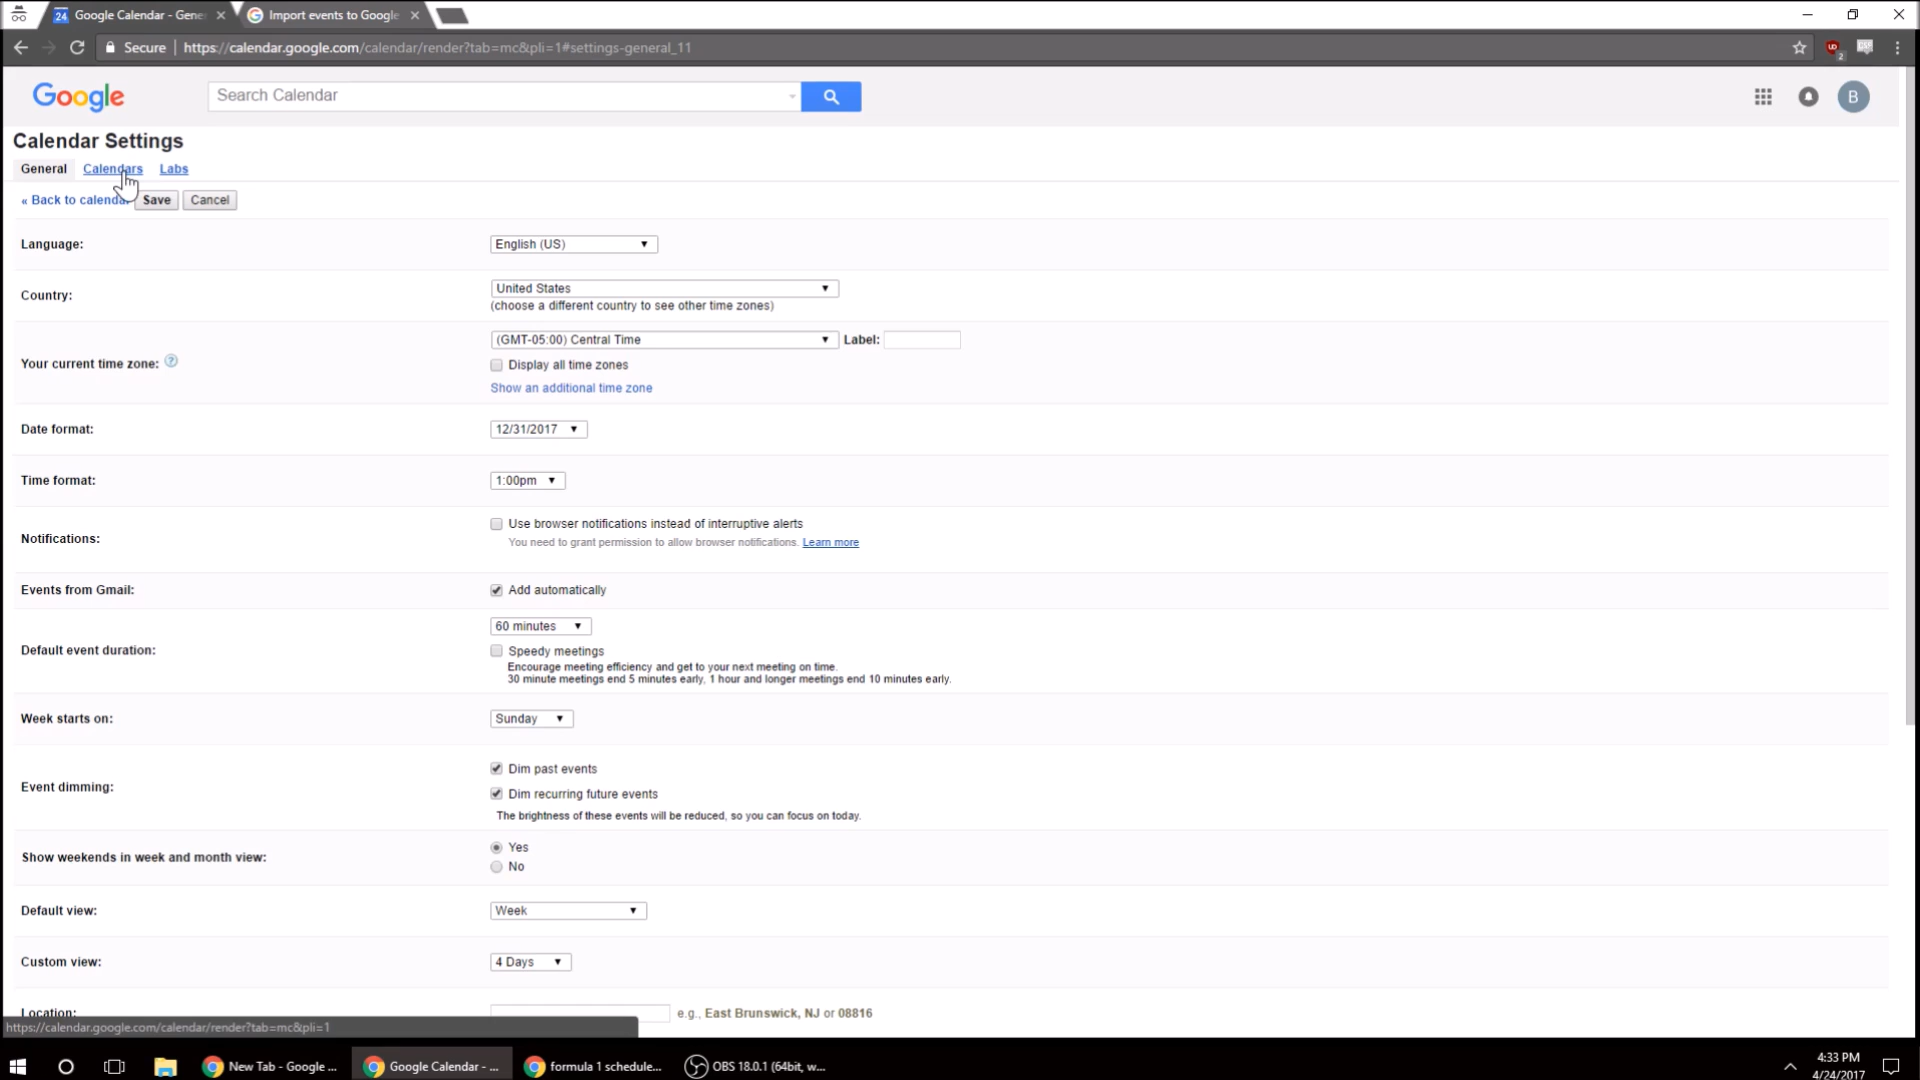 24 Google Calendar - Gene
Import events to Google
Secure | https://calendar.google.com/calendar/render?tab=mc&pli=1#settings-general_11
2
Google
Search Calendar
B
Calendar Settings
General Calendars Labs
« Back to calendar Save Cancel
Language: English (US)
Country: United States
(choose a different country to see other time zones)
Your current time zone: ? (GMT-05:00) Central Time Label:
Display all time zones
Show an additional time zone
Date format: 12/31/2017
Time format: 1:00pm
Notifications: Use browser notifications instead of interruptive alerts
You need to grant permission to allow browser notifications. Learn more
Events from Gmail: Add automatically
Default event duration: 60 minutes
Speedy meetings
Encourage meeting efficiency and get to your next meeting on time.
30 minute meetings end 5 minutes early, 1 hour and longer meetings end 10 minutes early.
Week starts on: Sunday
Event dimming: Dim past events
Dim recurring future events
The brightness of these events will be reduced, so you can focus on today.
Show weekends in week and month view: Yes
No
Default view: Week
Custom view: 4 Days
Location: e.g., East Brunswick, NJ or 08816
https://calendar.google.com/calendar/render?tab=mc&pli=1
New Tab - Google ...
Google Calendar - ...
formula 1 schedule...
OBS 18.0.1 (64bit, w...
4:33 PM
4/24/2017